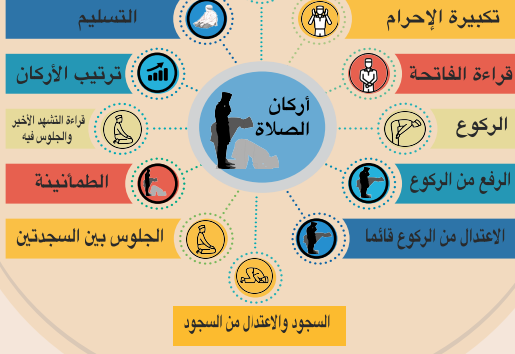 تكبيرة الإحرام
التسليم
قراءة الفاتحة
ترتيب الأركان
أركان
الصلاة
الركوع
قراءة التشهد الأخير
والجلوس فيه
الرفع من الركوع
الطمانينة
الاعتدال من الركوع قائما
الجلوس بين السجدتين
السجود والاعتدال من السجود